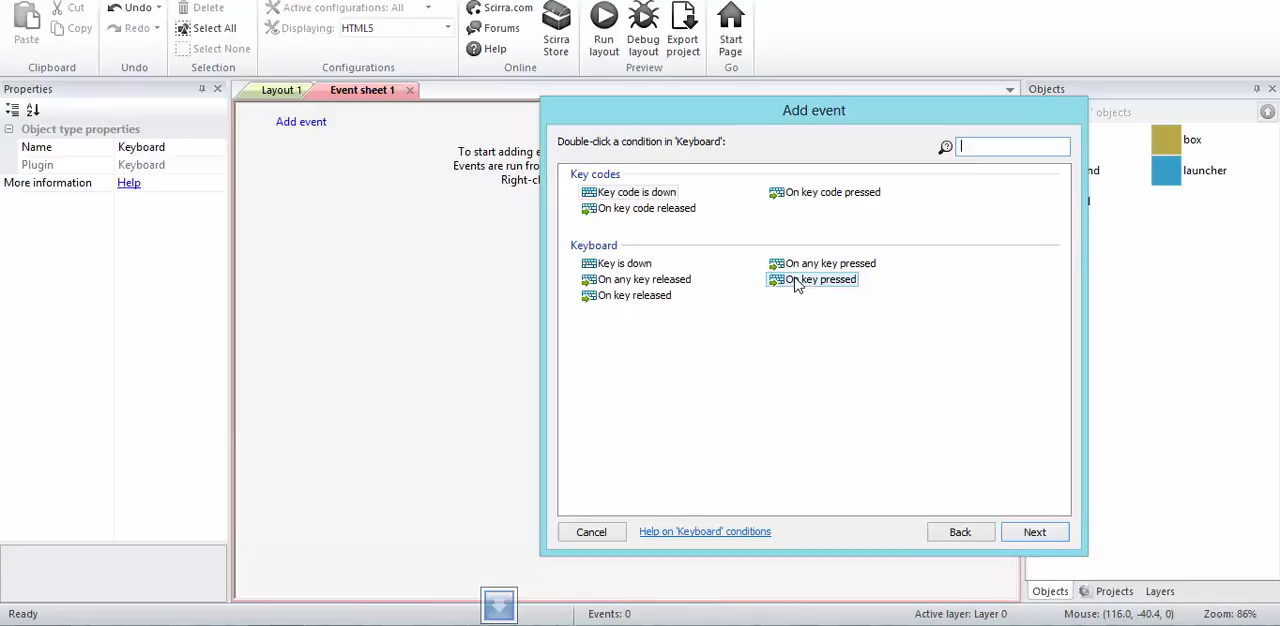 Cut
Undo
Delete
Active configurations: All
Scirra.com
Paste
Copy
Redo
Select All
Displaying: HTML5
Forums
Scirra Store
Run layout
Debug layout
Export project
Start Page
Select None
Help
Clipboard
Undo
Selection
Configurations
Online
Preview
Go
Properties
Layout 1
Event sheet 1
Objects
Add event
objects
Object type properties
Name Keyboard
Plugin Keyboard
More information Help
Add event
To start adding e
Events are run fro
Right-cl
Double-click a condition in 'Keyboard':
box
launcher
nd
Key codes
Key code is down
On key code pressed
On key code released
Keyboard
Key is down
On any key pressed
On any key released
On key pressed
On key released
Cancel
Help on 'Keyboard' conditions
Back
Next
Objects
Projects
Layers
Ready
Events: 0
Active layer: Layer 0
Mouse: (116.0, -40.4, 0)
Zoom: 86%